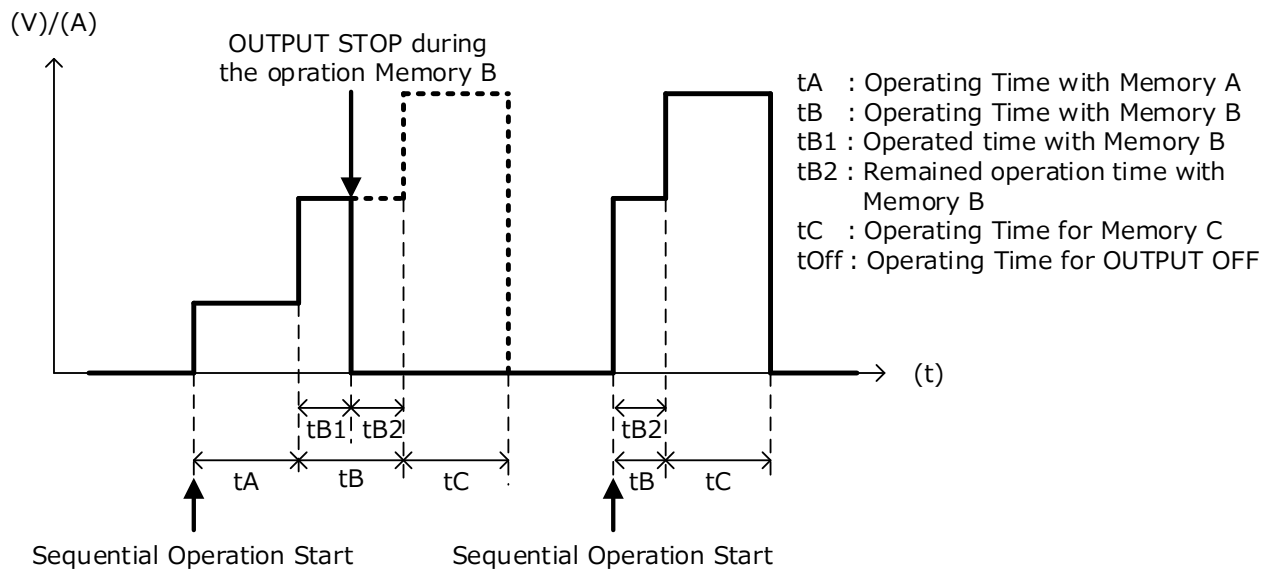 (V)/(A)
OUTPUT STOP during
the opration Memory B
tA : Operating Time with Memory A
tB : Operating Time with Memory B
tB1 : Operated time with Memory B
tB2 : Remained operation time with
Memory B
tC : Operating Time for Memory C
tOff : Operating Time for OUTPUT OFF
(t)
tB1 tB2 tB2
tA tB tC tB tC
Sequential Operation Start Sequential Operation Start